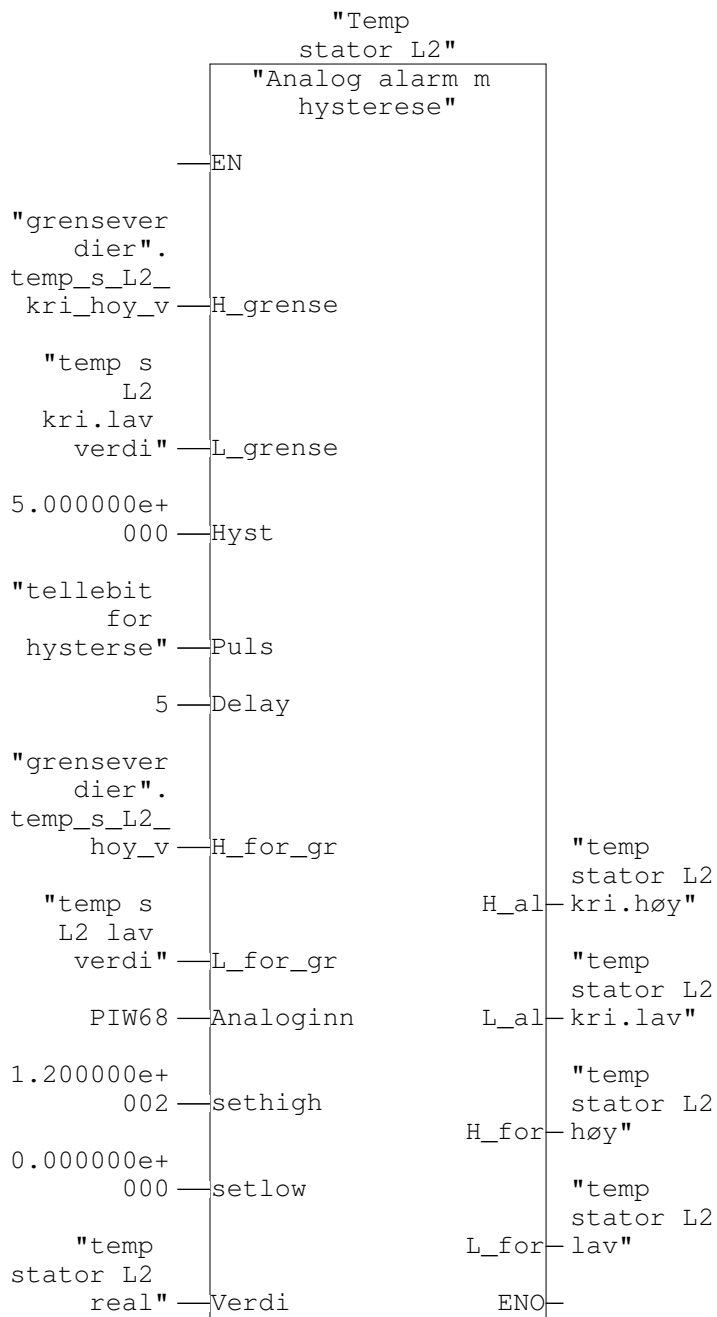 "Temp
stator L2"
"Analog alarm m
hysterese"
EN
"grensever
dier".
temp_s_L2_
kri_hoy_v H_grense
"temp s
L2
kri.lav
verdi" L_grense
5.000000e+
000 Hyst
"tellebit
for
hysterse" Puls
5 Delay
"grensever
dier".
temp_s_L2_
hoy_v H_for_gr
"temp
stator L2
H_al kri.høy"
"temp s
L2 lav
verdi" L_for_gr
"temp
stator L2
PIW68 Analoginn L_al kri.lav"
1.200000e+
002 sethigh
"temp
stator L2
H_for høy"
0.000000e+
000 setlow
"temp
stator L2
L_for lav"
"temp
stator L2
real" Verdi ENO